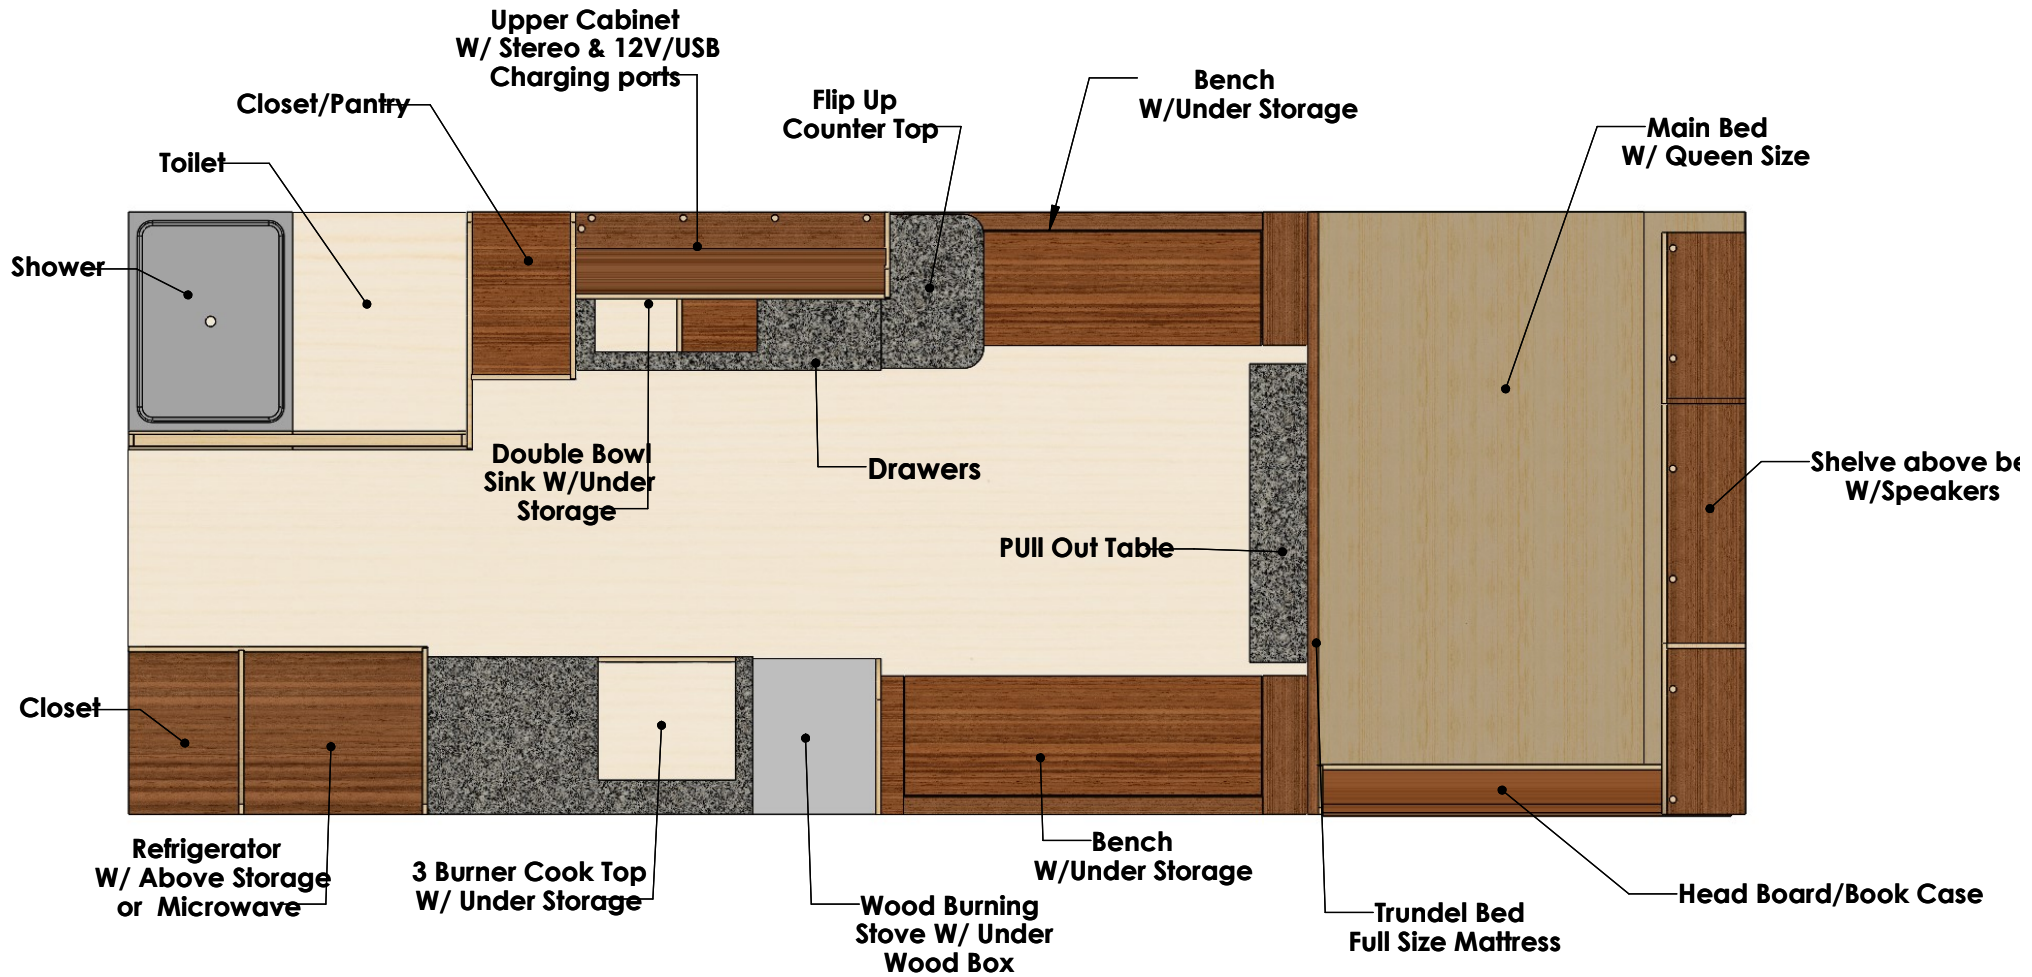 Upper Cabinet
W/ Stereo & 12V/USB
Charging ports
Closet/Pantry
Toilet
Shower
Flip Up
Counter Top
Bench
W/Under Storage
Main Bed
W/ Queen Size
Double Bowl
Sink W/Under
Storage
Drawers
PUll Out Table
Shelve above be
W/Speakers
Closet
Refrigerator
W/ Above Storage
or Microwave
3 Burner Cook Top
W/ Under Storage
Wood Burning
Stove W/ Under
Wood Box
Bench
W/Under Storage
Trundel Bed
Full Size Mattress
Head Board/Book Case